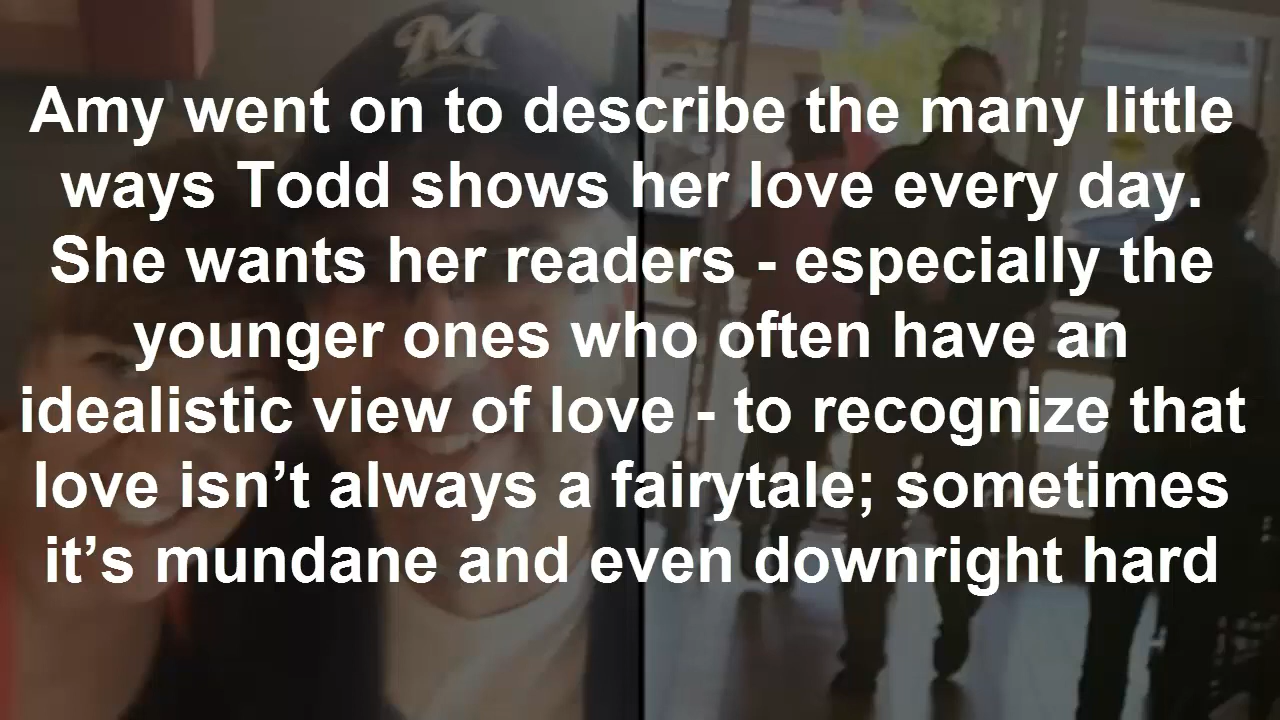 M
Amy went on to describe the many little
ways Todd shows her love every day.
She wants her readers - especially the
younger ones who often have an
idealistic view of love - to recognize that
love isn’t always a fairytale; sometimes
it’s mundane and even downright hard